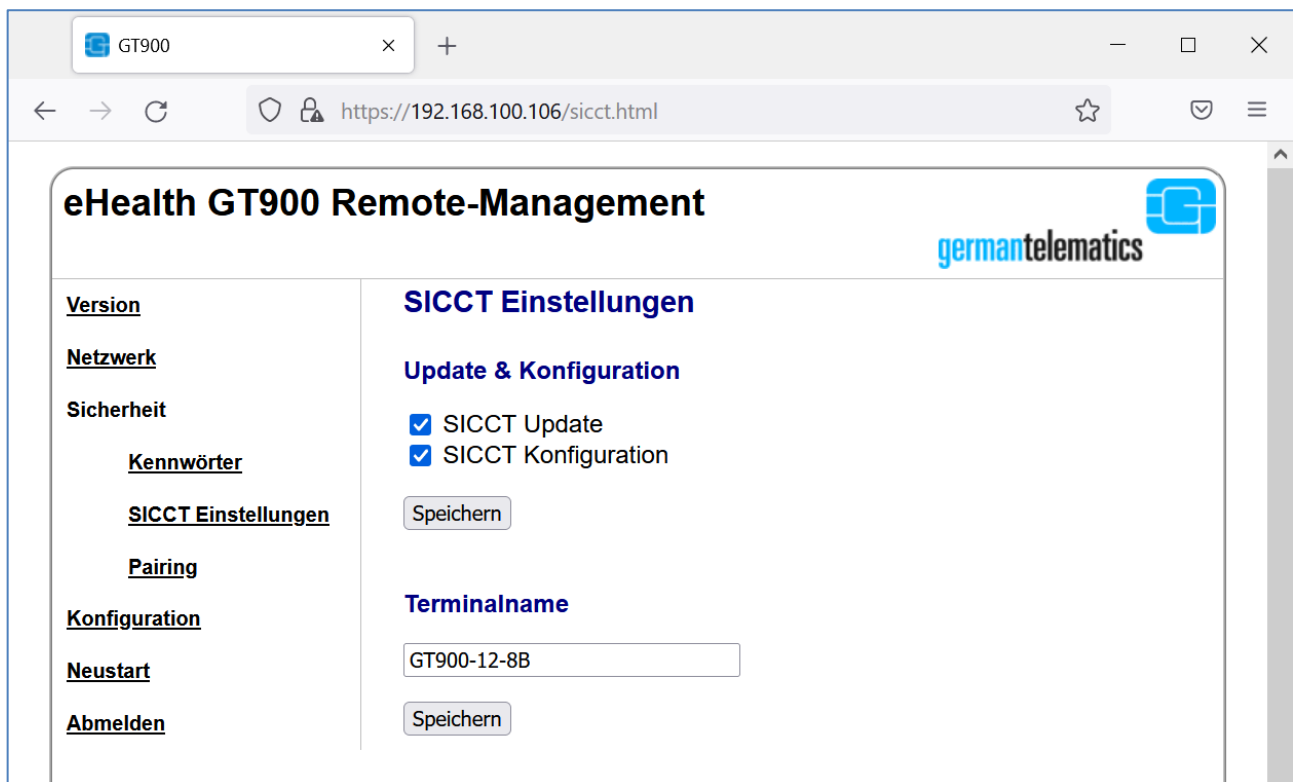 GT900
https://192.168.100.106/sicct.html
eHealth GT900 Remote-Management
germantelematics
Version
Netzwerk
Sicherheit
Kennwörter
SICCT Einstellungen
Pairing
Konfiguration
Neustart
Abmelden
SICCT Einstellungen
Update & Konfiguration
SICCT Update
SICCT Konfiguration
Speichern
Terminalname
GT900-12-8B
Speichern